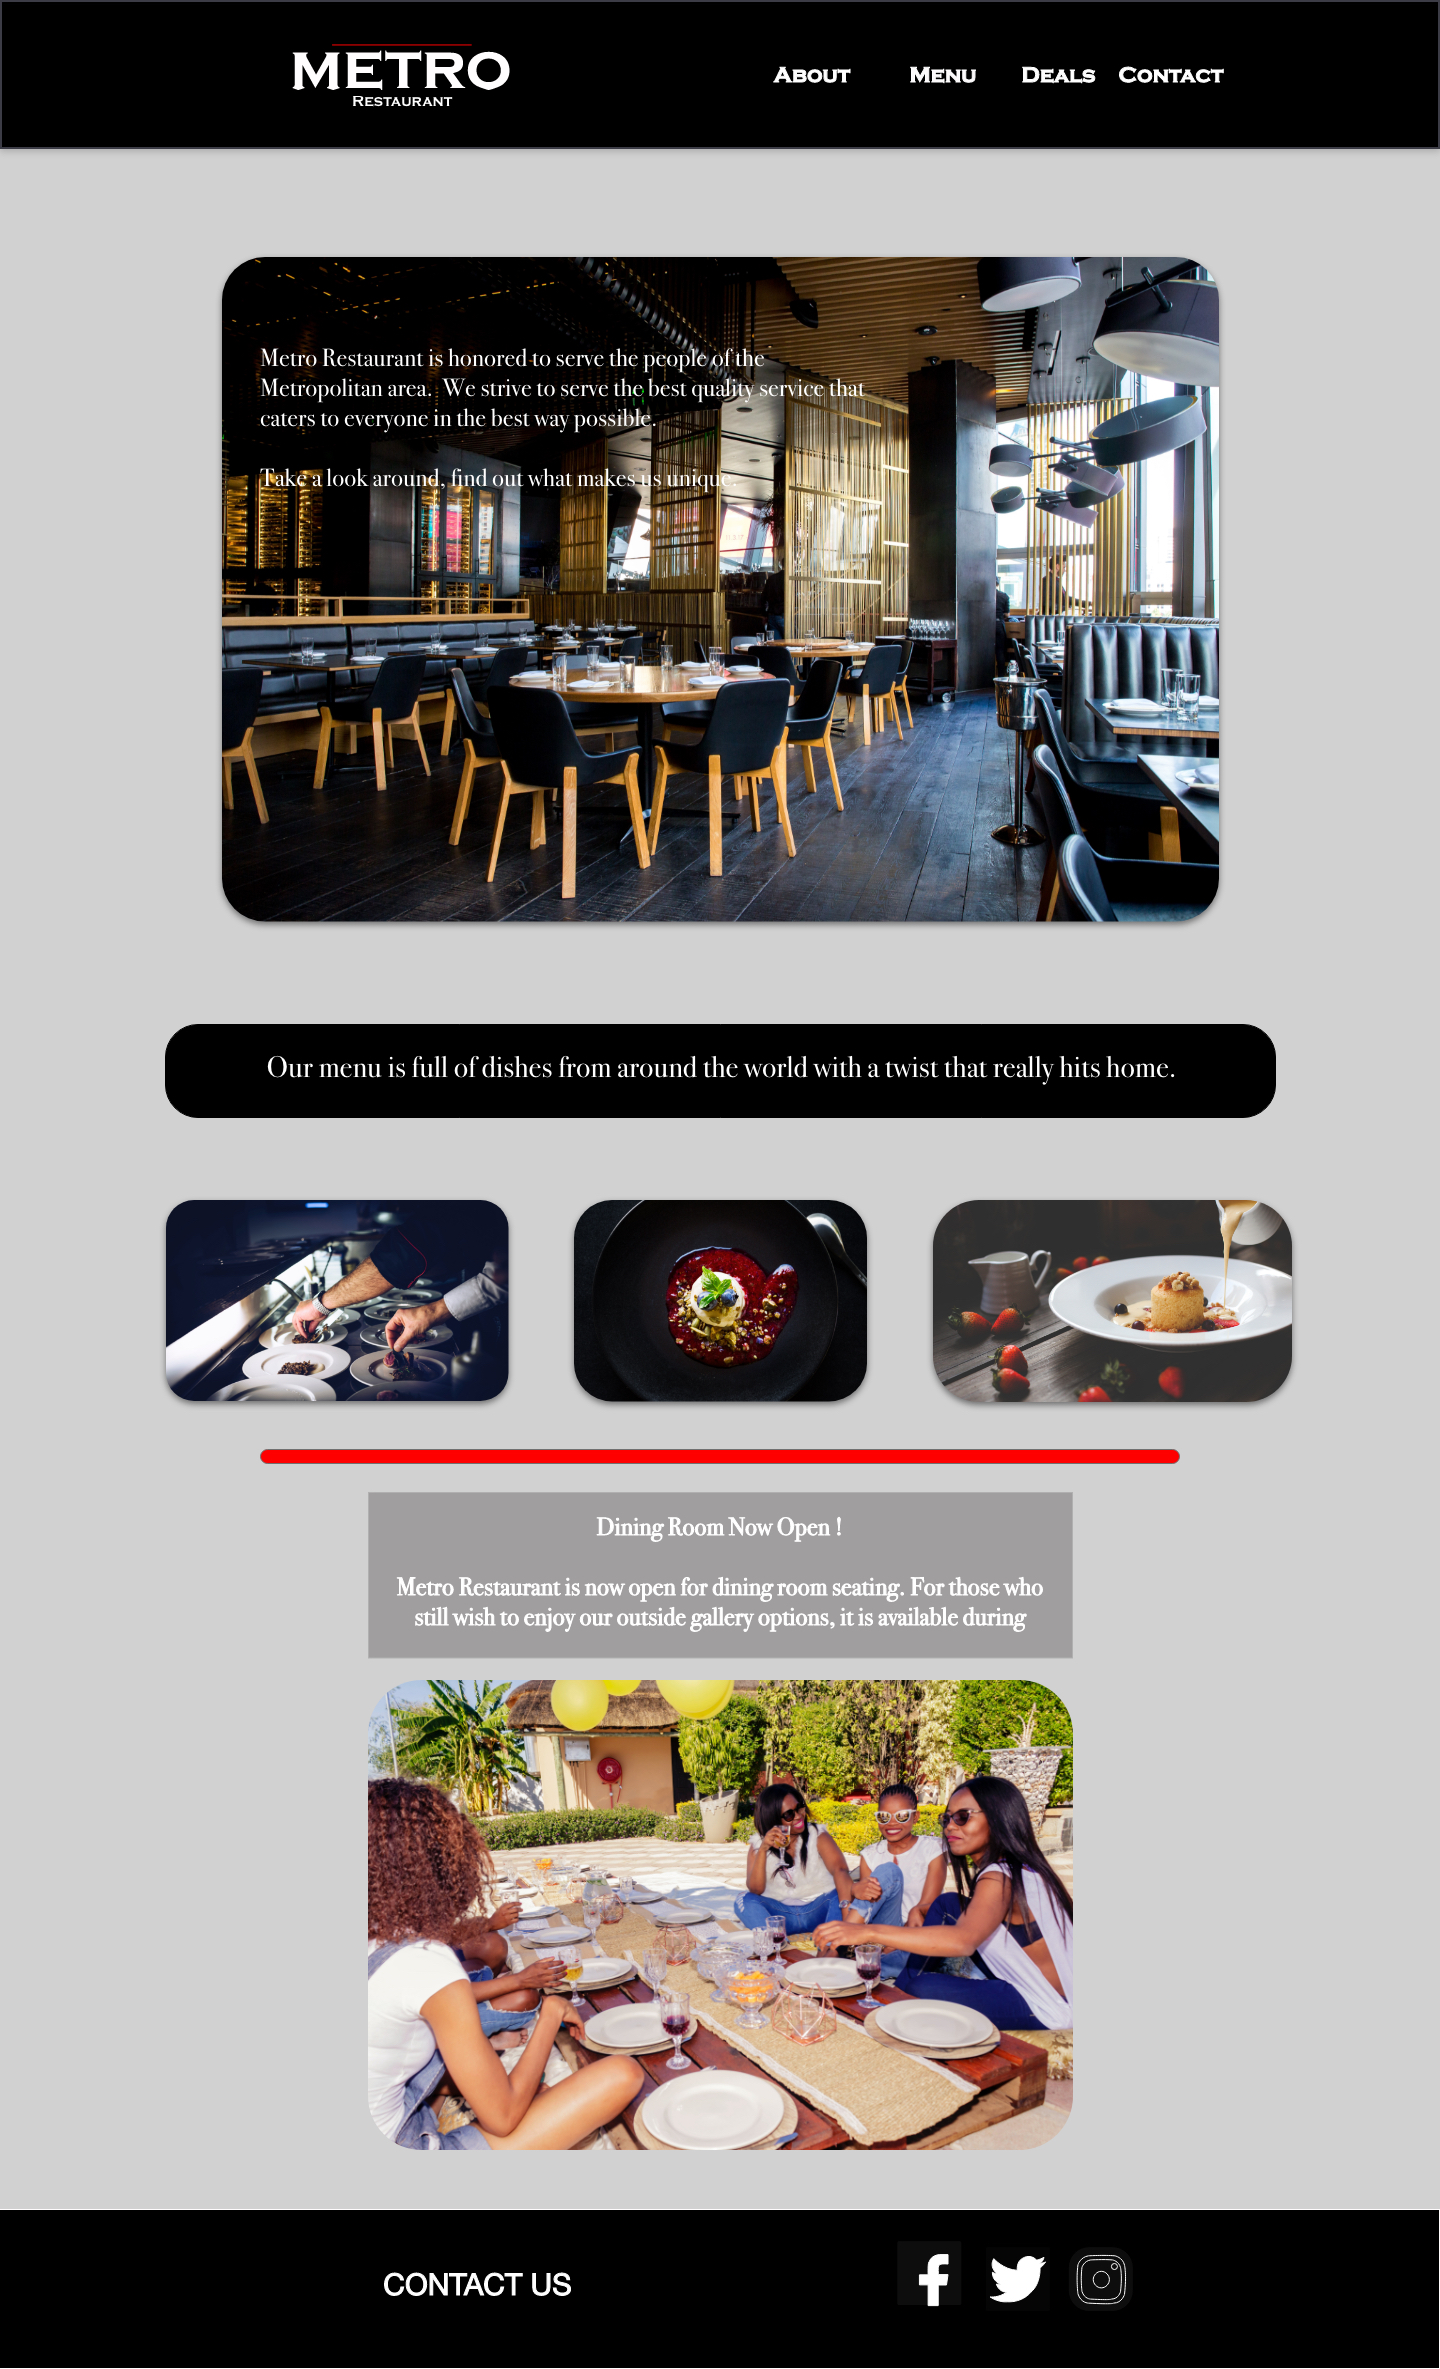 METRO
Restaurant
About Menu Deals Contact
Metro Restaurant is honored to serve the people of the
Metropolitan area. We strive to serve the best quality service that
caters to everyone in the best way possible.
Take a look around, find out what makes us unique.
Our menu is full of dishes from around the world with a twist that really hits home.
Dining Room Now Open !
Metro Restaurant is now open for dining room seating. For those who
still wish to enjoy our outside gallery options, it is available during
CONTACT US